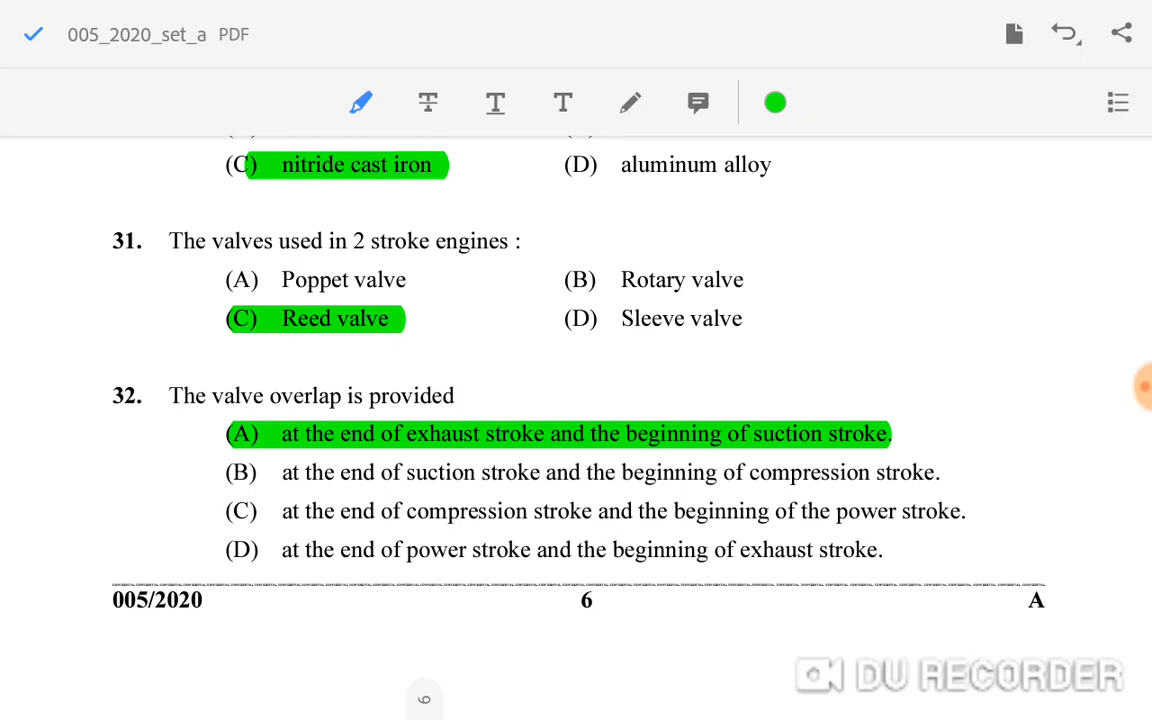 005_2020_set_a PDF
(C) nitride cast iron (D) aluminum alloy
31. The valves used in 2 stroke engines :
(A) Poppet valve (B) Rotary valve
(C) Reed valve (D) Sleeve valve
32. The valve overlap is provided
(A) at the end of exhaust stroke and the beginning of suction stroke.
(B) at the end of suction stroke and the beginning of compression stroke.
(C) at the end of compression stroke and the beginning of the power stroke.
(D) at the end of power stroke and the beginning of exhaust stroke.
005/2020 6 A
6
DU RECORDER